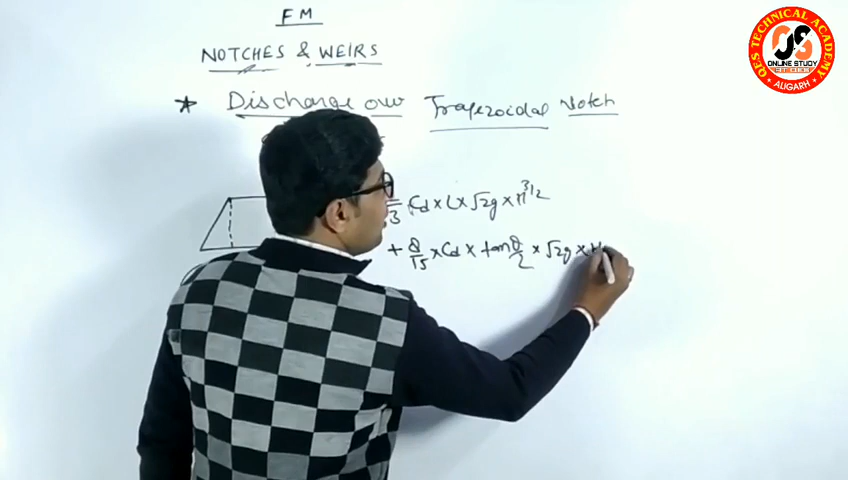 FM
NOTCHES & WEIRS
* Discharge over Trapezoidal Notch
3 Cd × L × √2g × H^3/2
+ 8/15 × Cd × tan θ/2 × √2g × H
QES TECHNICAL ACADEMY
ONLINE STUDY
ALIGARH